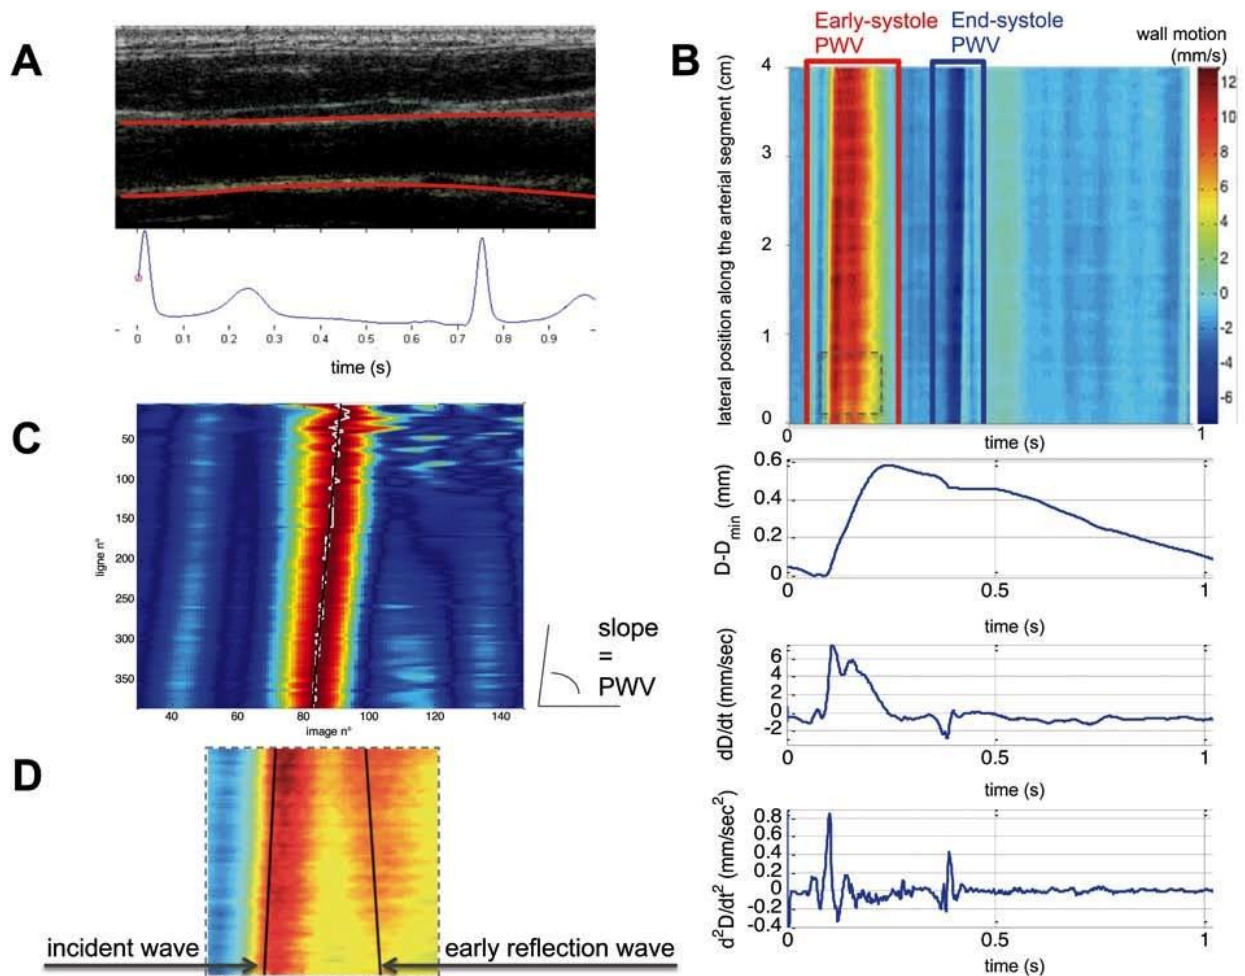 A
0 0.1 0.2 0.3 0.4 0.5 0.6 0.7 0.8 0.9
time (s)
B
Early-systole
PWV
End-systole
PWV
wall motion
(mm/s)
lateral position along the arterial segment (cm)
4
3
2
1
0
0 1
time (s)
12
10
8
6
4
2
0
-2
-4
-6
D-Dmin (mm)
0.6
0.4
0.2
0
0 0.5 1
time (s)
dD/dt (mm/sec)
6
4
2
0
-2
0 0.5 1
time (s)
d²D/dt² (mm/sec²)
0.8
0.6
0.4
0.2
0
-0.2
-0.4
0 0.5 1
time (s)
C
ligne n°
50
100
150
200
250
300
350
40 60 80 100 120 140
image n°
slope
=
PWV
D
incident wave
early reflection wave